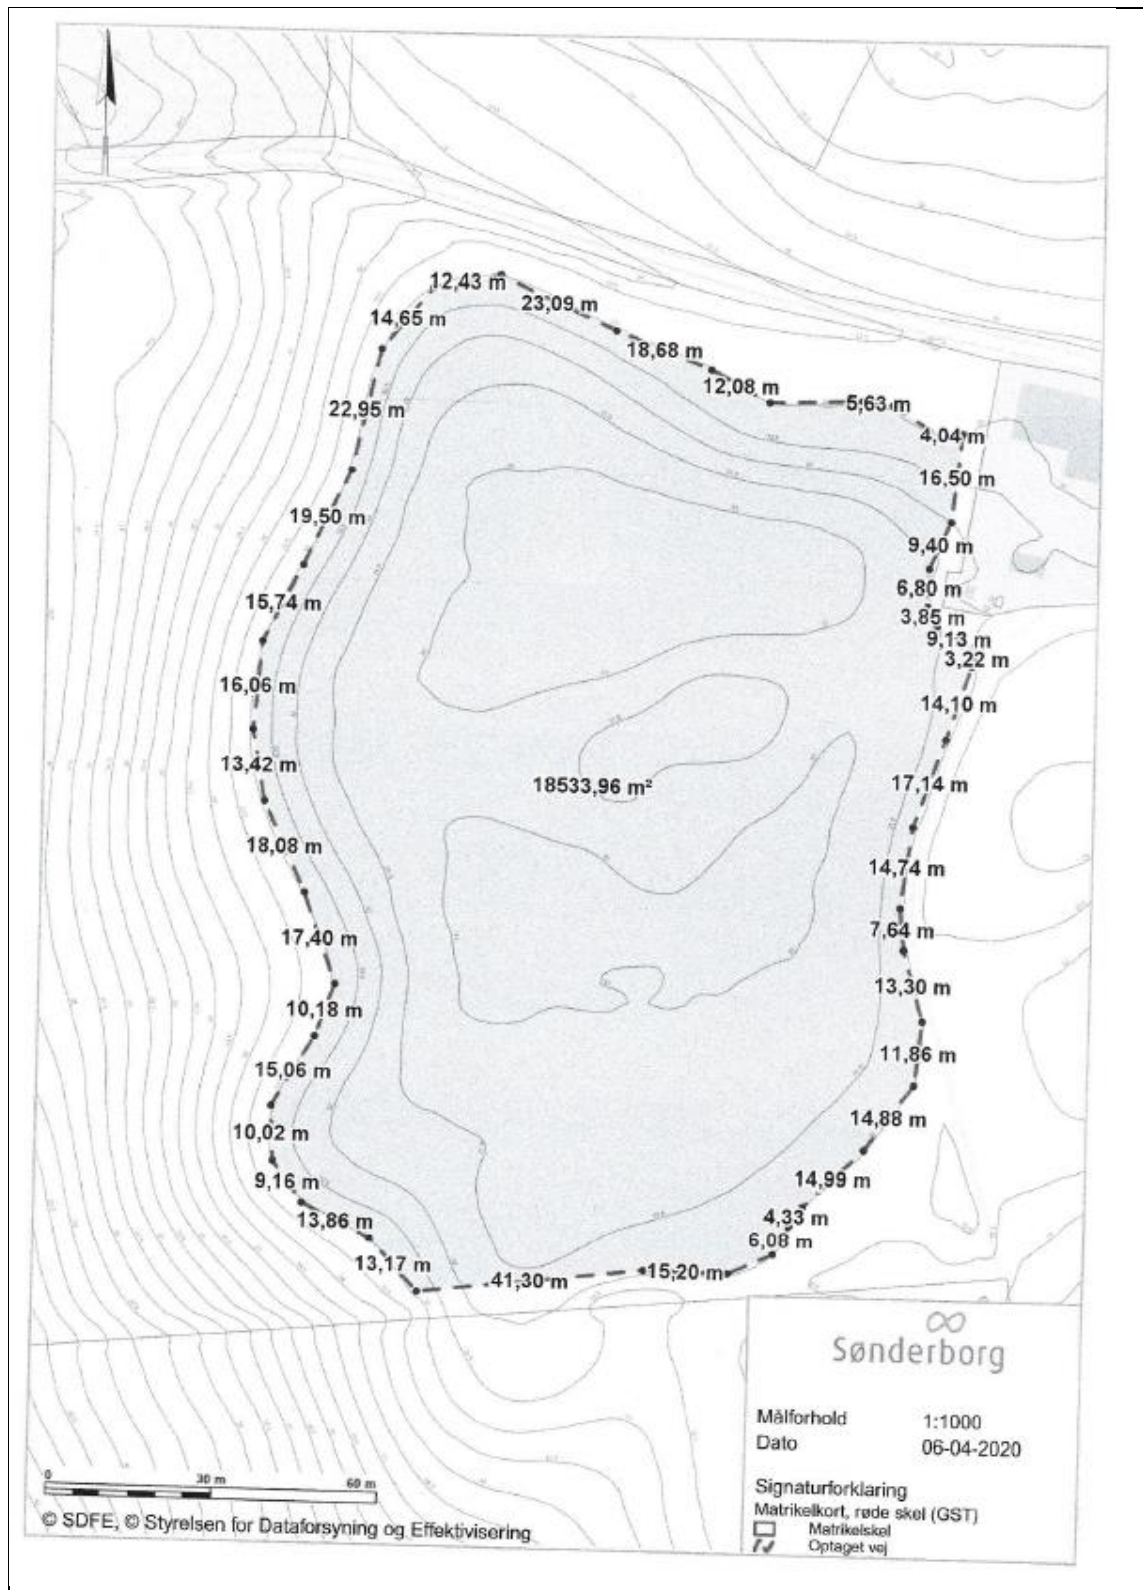 12,43 m
23,09 m
14,65 m
18,68 m
12,08 m
22,95 m
5,63 m
4,04 m
16,50 m
19,50 m
9,40 m
6,80 m
15,74 m
3,85 m
9,13 m
3,22 m
16,06 m
14,10 m
13,42 m
18533,96 m²
17,14 m
18,08 m
14,74 m
17,40 m
7,64 m
13,30 m
10,18 m
11,86 m
15,06 m
14,88 m
10,02 m
9,16 m
14,99 m
13,86 m
4,33 m
6,08 m
13,17 m
41,30 m
15,20 m
Sønderborg
Målforhold 1:1000
Dato 06-04-2020
Signaturforklaring
Matrikelkort, røde skel (GST)
Matrikelskel
Optaget vej
0 30 m 60 m
© SDFE, © Styrelsen for Dataforsyning og Effektivisering